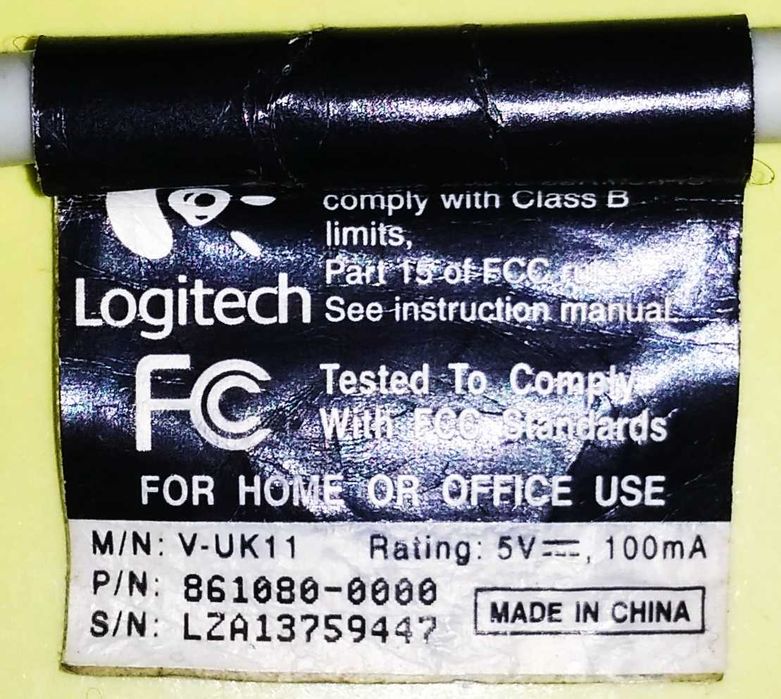 comply with Class B
limits,
Part 15 of FCC rules
See instruction manual
Logitech
FC
Tested To Comply
With FCC Standards
FOR HOME OR OFFICE USE
M/N: V-UK11 Rating: 5V⎓, 100mA
P/N: 861080-0000
S/N: LZA13759447
MADE IN CHINA